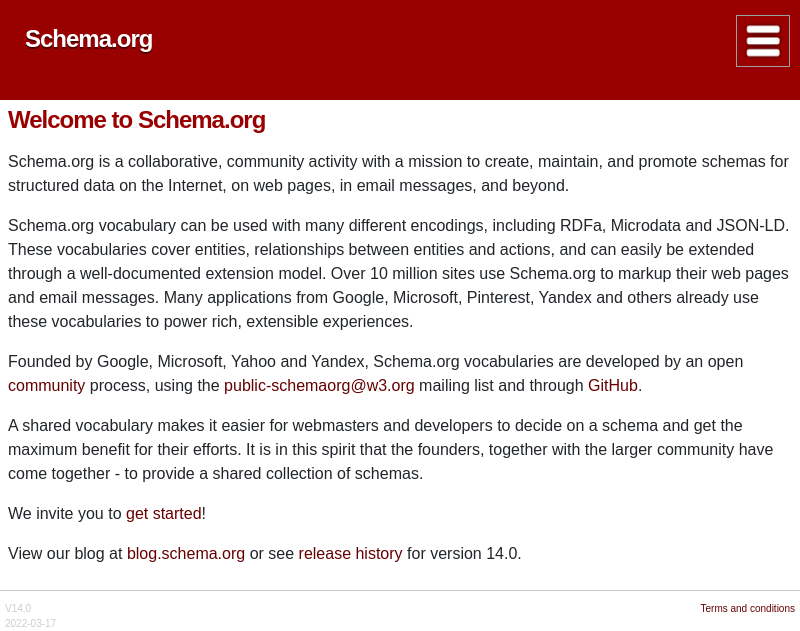 Schema.org
Welcome to Schema.org
Schema.org is a collaborative, community activity with a mission to create, maintain, and promote schemas for
structured data on the Internet, on web pages, in email messages, and beyond.
Schema.org vocabulary can be used with many different encodings, including RDFa, Microdata and JSON-LD.
These vocabularies cover entities, relationships between entities and actions, and can easily be extended
through a well-documented extension model. Over 10 million sites use Schema.org to markup their web pages
and email messages. Many applications from Google, Microsoft, Pinterest, Yandex and others already use
these vocabularies to power rich, extensible experiences.
Founded by Google, Microsoft, Yahoo and Yandex, Schema.org vocabularies are developed by an open
community process, using the public-schemaorg@w3.org mailing list and through GitHub.
A shared vocabulary makes it easier for webmasters and developers to decide on a schema and get the
maximum benefit for their efforts. It is in this spirit that the founders, together with the larger community have
come together - to provide a shared collection of schemas.
We invite you to get started!
View our blog at blog.schema.org or see release history for version 14.0.
V14.0
2022-03-17
Terms and conditions